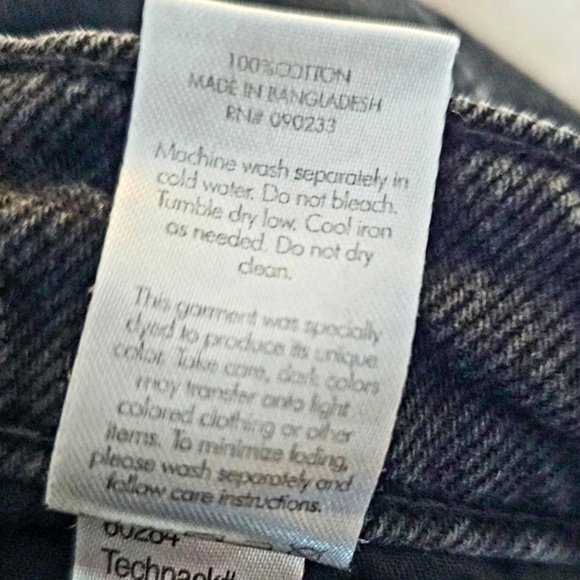 100% COTTON
MADE IN BANGLADESH
RN# 090233
Machine wash separately in
cold water. Do not bleach.
Tumble dry low. Cool iron
as needed. Do not dry
clean.
This garment was specially
dyed to produce its unique
color. Take care, dark colors
may transfer onto light
colored clothing or other
items. To minimize fading,
please wash separately and
follow care instructions.
Techpack#